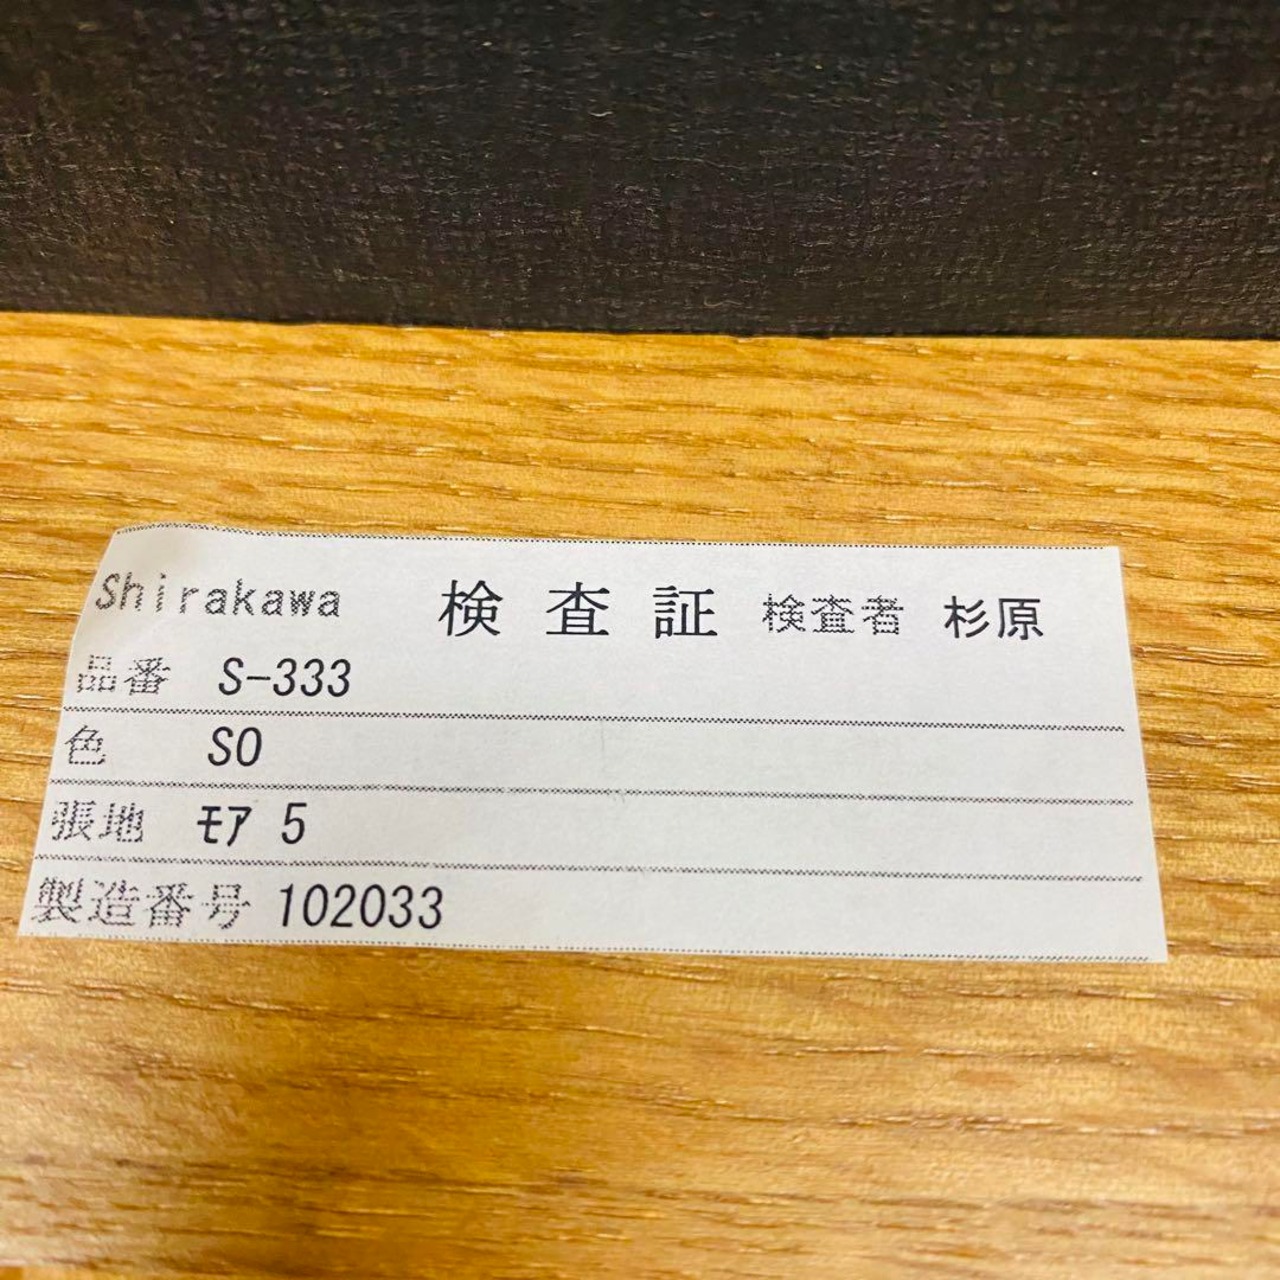 Shirakawa 検査証 検査者 杉原
品番 S-333
色 SO
張地 ﾓｱ 5
製造番号 102033